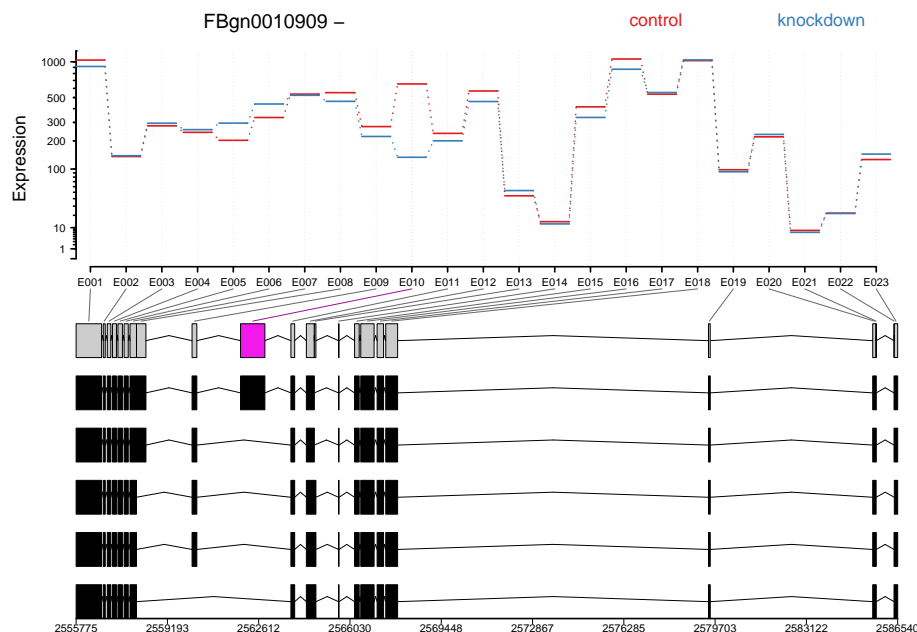 FBgn0010909 −
control
knockdown
Expression
1000
500
300
200
100
10
1
E001 E002 E003 E004 E005 E006 E007 E008 E009 E010 E011 E012 E013 E014 E015 E016 E017 E018 E019 E020 E021 E022 E023
2555775 2559193 2562612 2566030 2569448 2572867 2576285 2579703 2583122 2586540